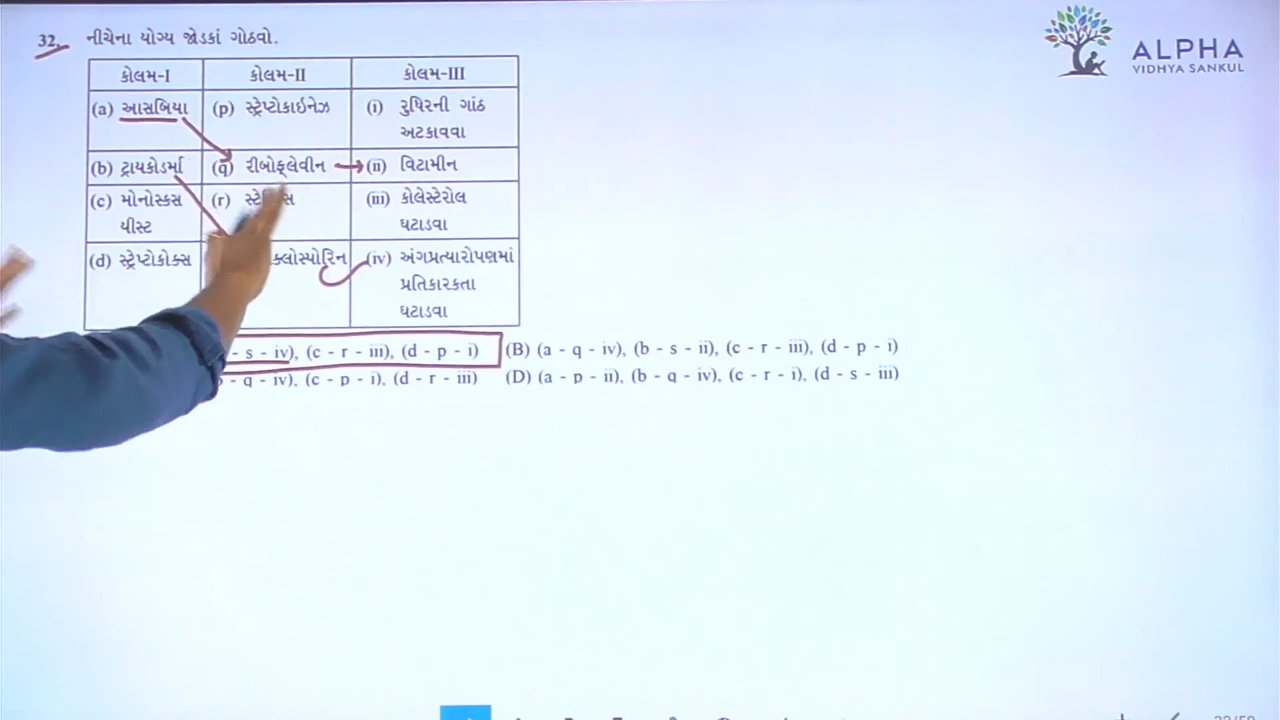 ALPHA
VIDHYA SANKUL
32. નીચેના યોગ્ય જોડકાં ગોઠવો.
કોલમ-I કોલમ-II કોલમ-III
(a) આસબિયા (p) સ્ટ્રેપ્ટોકાઇનેઝ (i) રુધિરની ગાંઠ
અટકાવવા
(b) ટ્રાયકોડર્મા (q) રીબોફ્લેવીન (ii) વિટામીન
(c) મોનોસ્કસ (r) (iii) કોલેસ્ટેરોલ
યીસ્ટ ઘટાડવા
(d) સ્ટ્રેપ્ટોકોક્સ ક્લોસ્પોરિન (iv) અંગપ્રત્યારોપણમાં
પ્રતિકારકતા
ઘટાડવા
- s - iv), (c - r - iii), (d - p - i) (B) (a - q - iv), (b - s - ii), (c - r - iii), (d - p - i)
- q - iv), (c - p - i), (d - r - iii) (D) (a - p - ii), (b - q - iv), (c - r - i), (d - s - iii)